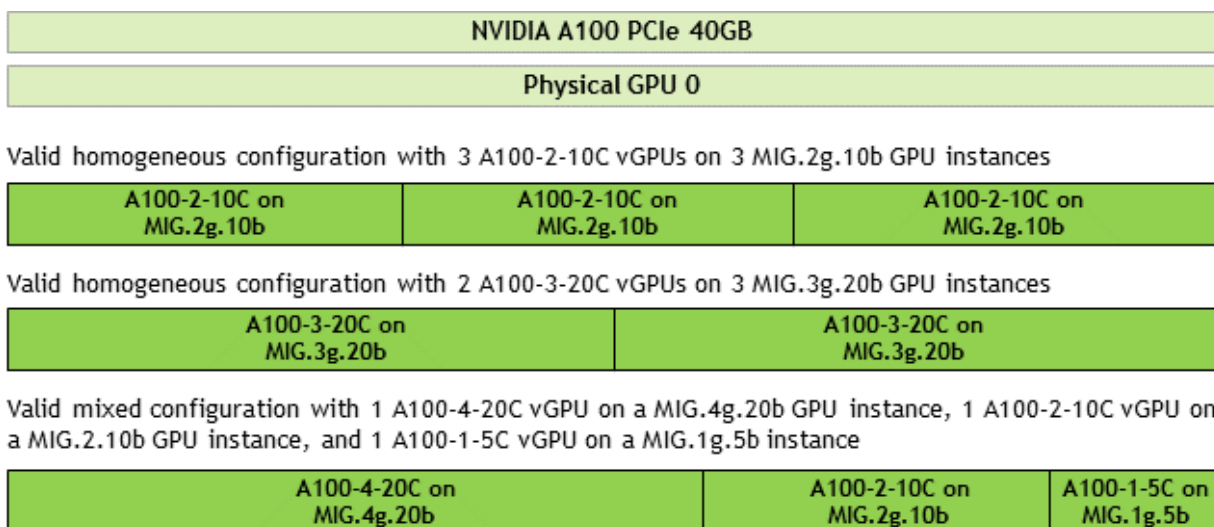 NVIDIA A100 PCIe 40GB
Physical GPU 0
Valid homogeneous configuration with 3 A100-2-10C vGPUs on 3 MIG.2g.10b GPU instances
A100-2-10C on
MIG.2g.10b
A100-2-10C on
MIG.2g.10b
A100-2-10C on
MIG.2g.10b
Valid homogeneous configuration with 2 A100-3-20C vGPUs on 3 MIG.3g.20b GPU instances
A100-3-20C on
MIG.3g.20b
A100-3-20C on
MIG.3g.20b
Valid mixed configuration with 1 A100-4-20C vGPU on a MIG.4g.20b GPU instance, 1 A100-2-10C vGPU on
a MIG.2.10b GPU instance, and 1 A100-1-5C vGPU on a MIG.1g.5b instance
A100-4-20C on
MIG.4g.20b
A100-2-10C on
MIG.2g.10b
A100-1-5C on
MIG.1g.5b